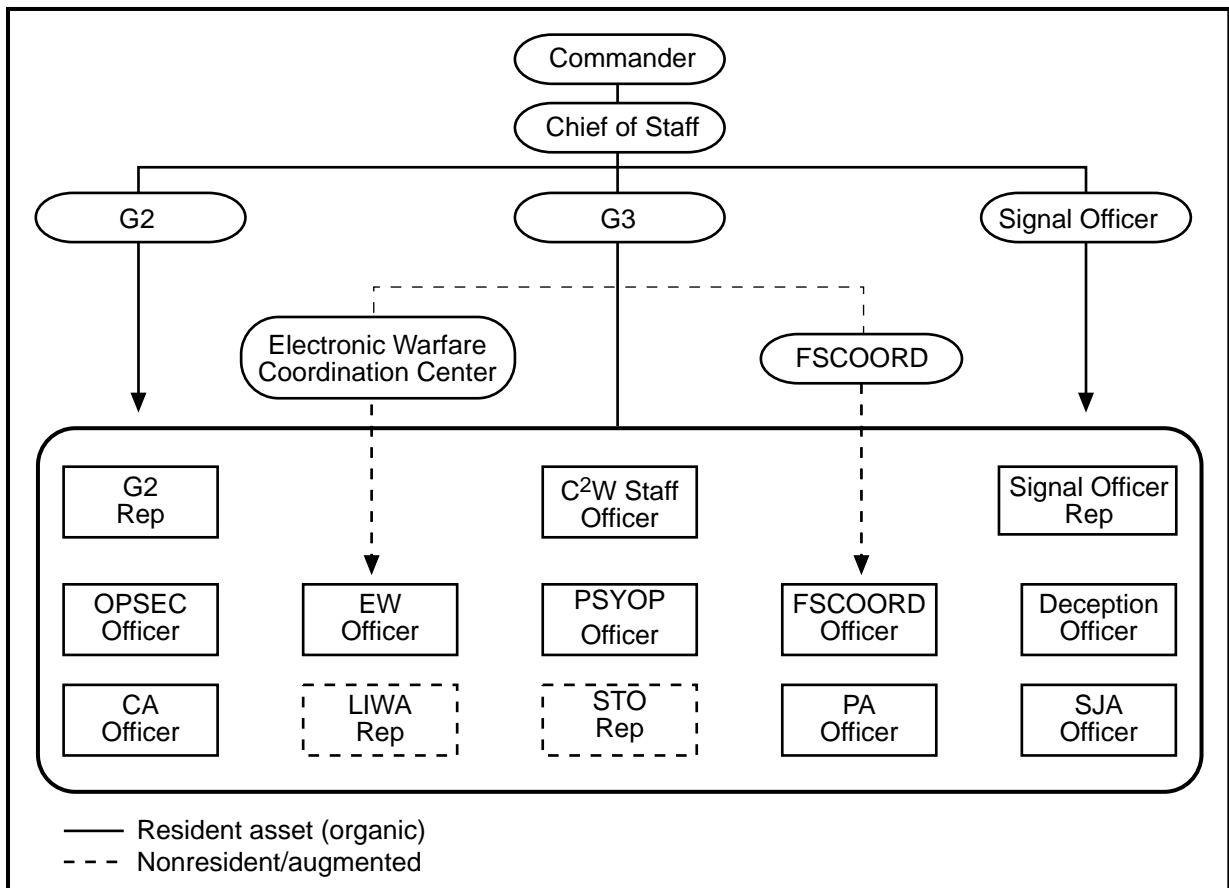 Commander
Chief of Staff
G2
G3
Signal Officer
Electronic Warfare
Coordination Center
FSCOORD
G2
Rep
C²W Staff
Officer
Signal Officer
Rep
OPSEC
Officer
EW
Officer
PSYOP
Officer
FSCOORD
Officer
Deception
Officer
CA
Officer
LIWA
Rep
STO
Rep
PA
Officer
SJA
Officer
Resident asset (organic)
Nonresident/augmented